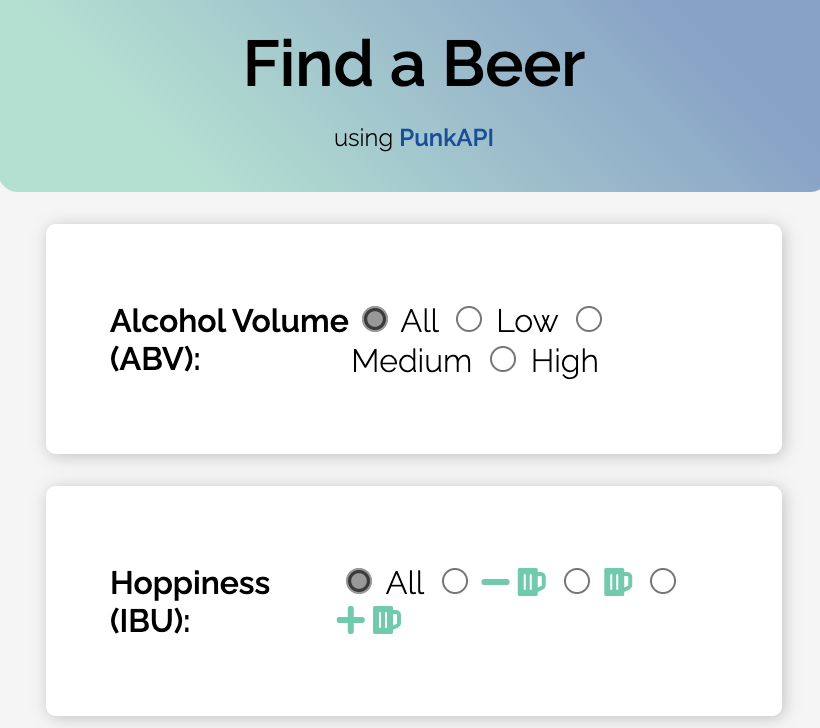 Find a Beer
using PunkAPI
Alcohol Volume All Low
(ABV): Medium High
Hoppiness All
(IBU):